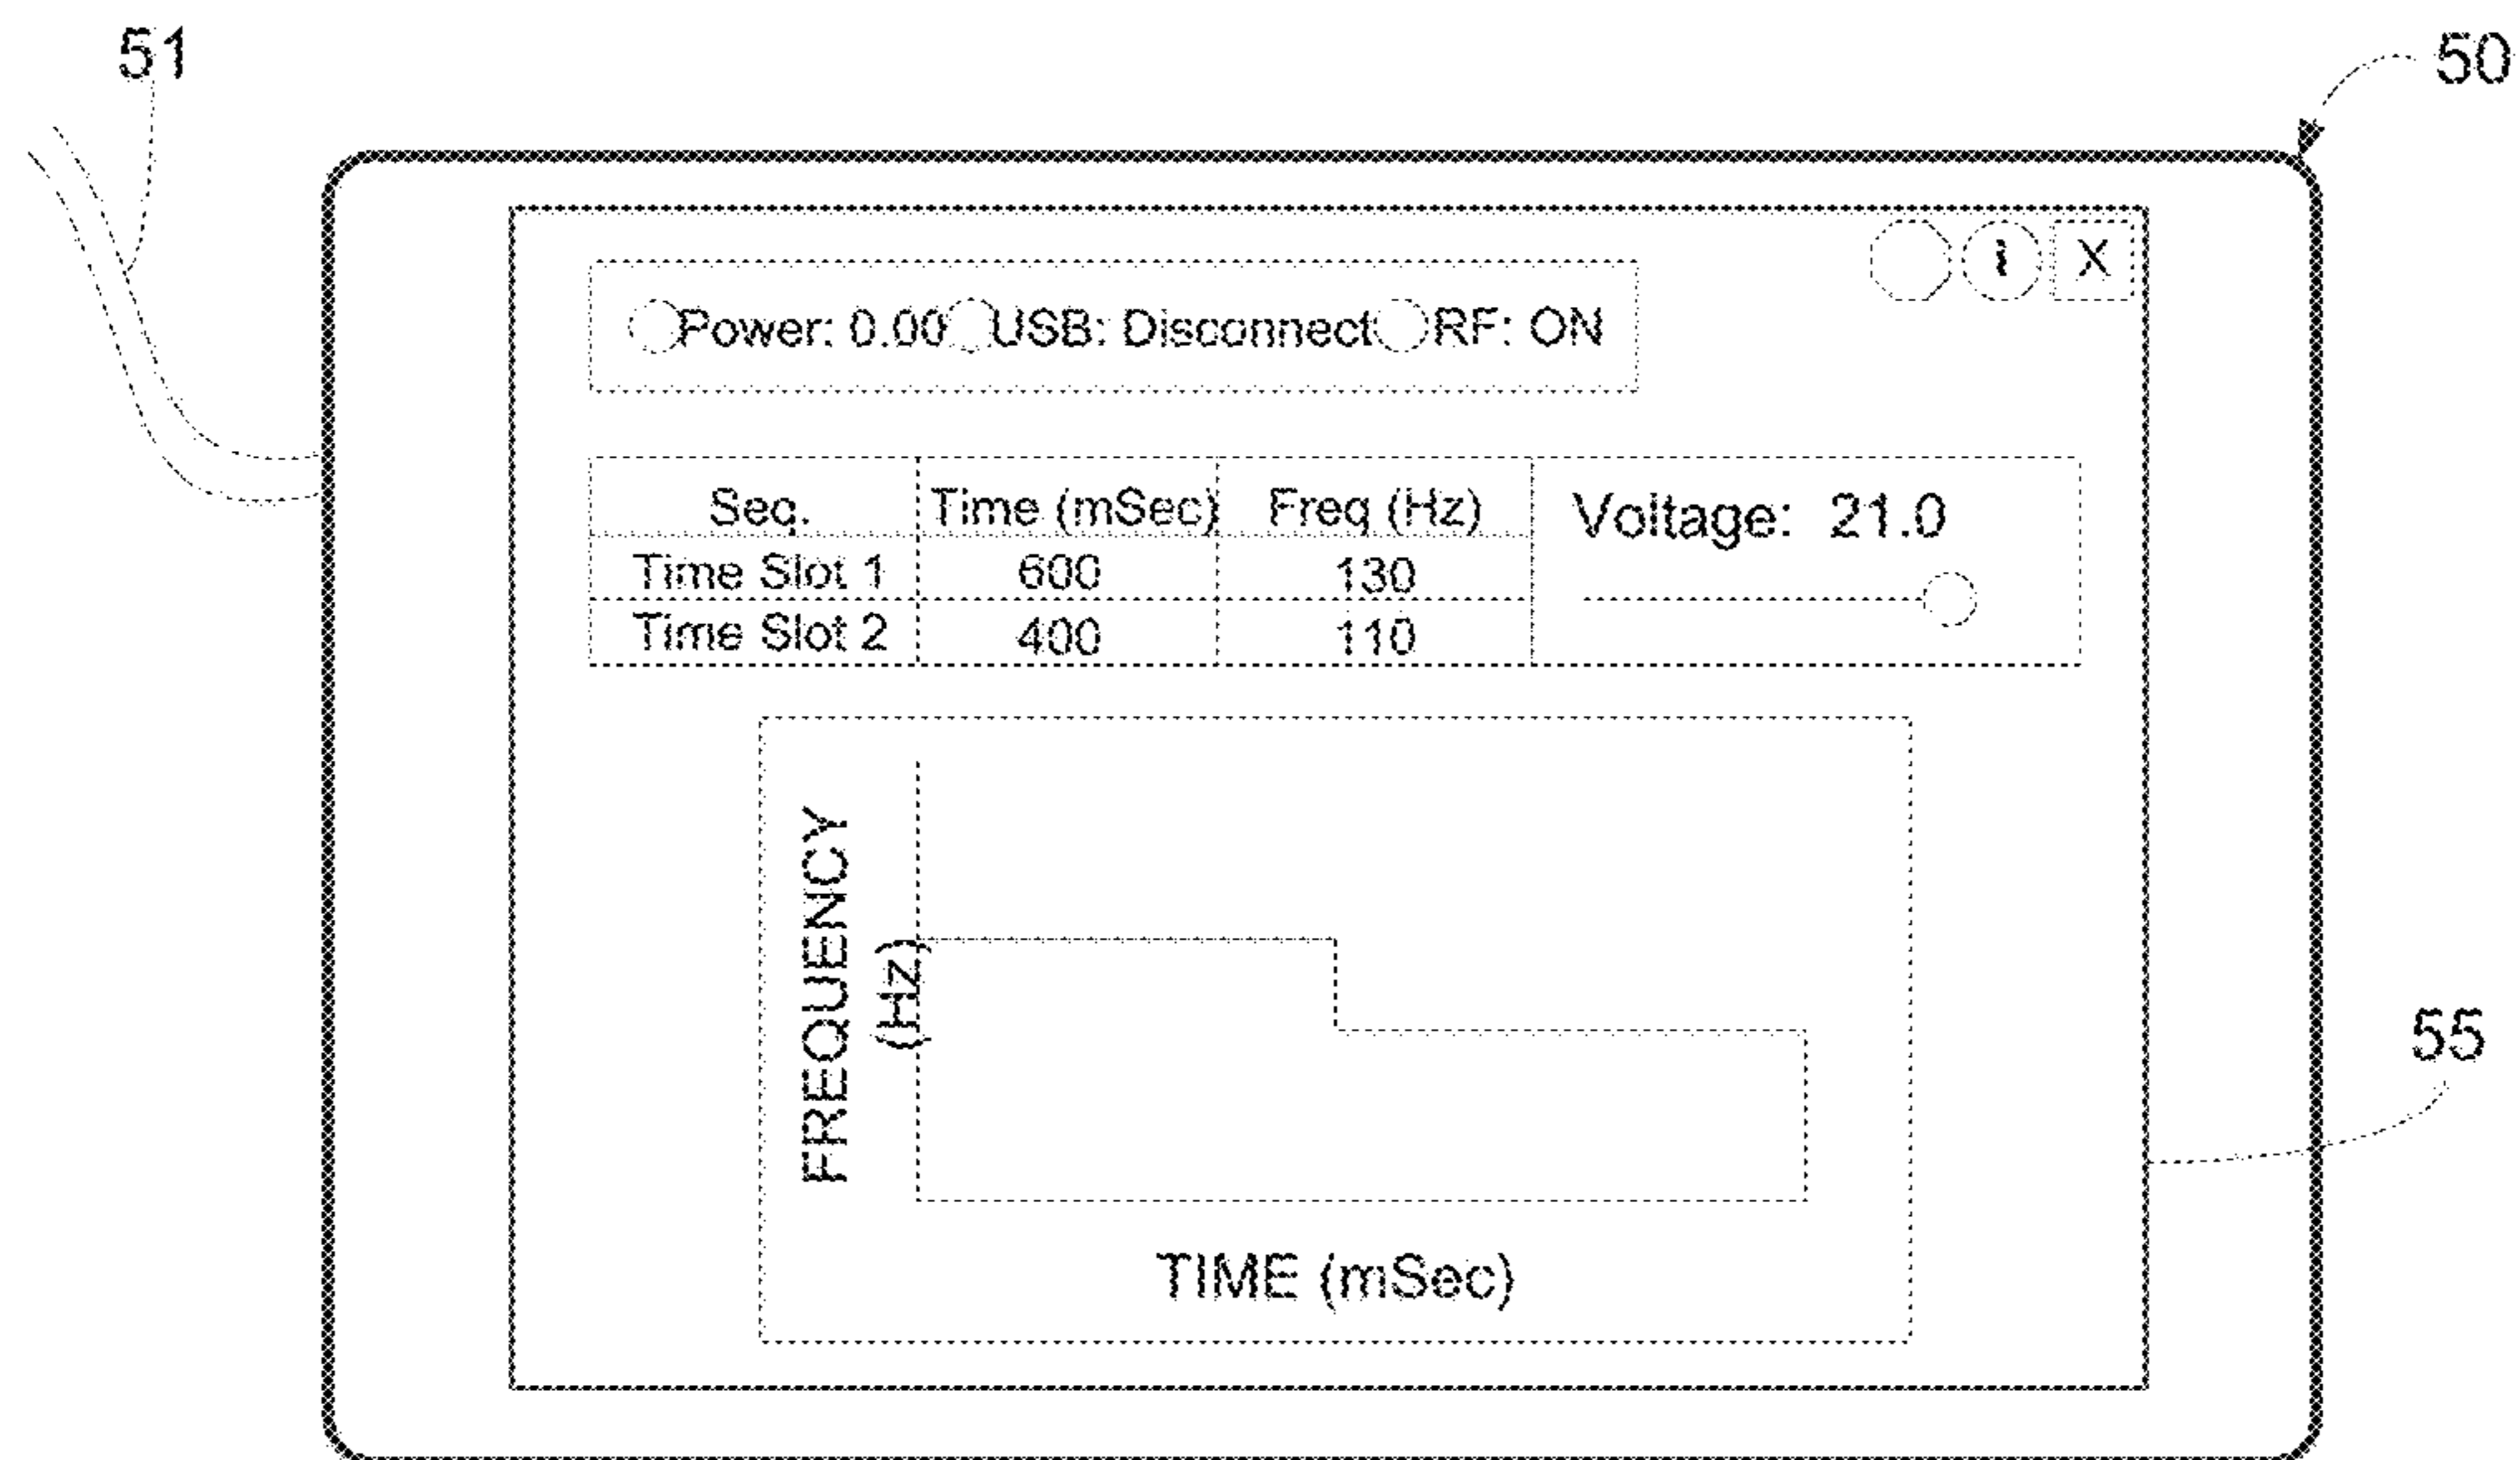 51
50
i X
Power: 0.00 USB: Disconnect RF: ON
Seq. Time (mSec) Freq (Hz) Voltage: 21.0
Time Slot 1 600 130
Time Slot 2 400 110
FREQUENCY
(Hz)
55
TIME (mSec)